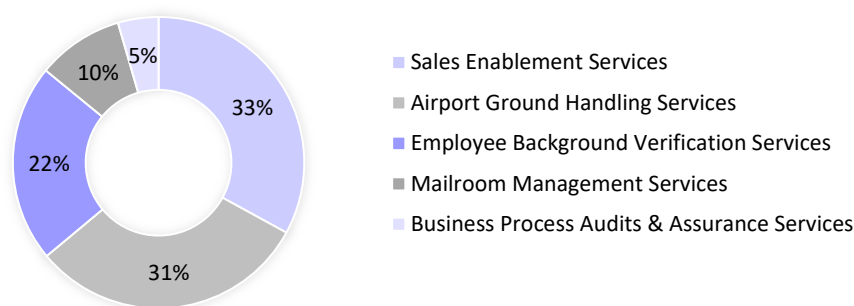 5%
10%
33%
22%
31%
Sales Enablement Services
Airport Ground Handling Services
Employee Background Verification Services
Mailroom Management Services
Business Process Audits & Assurance Services